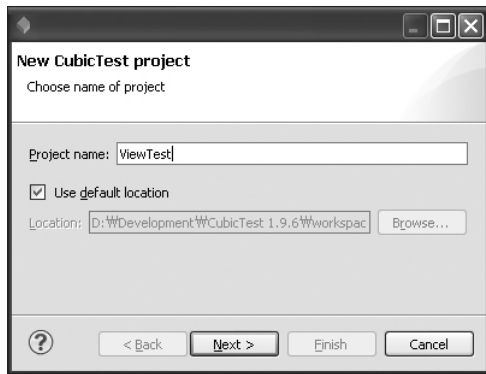 New CubicTest project
Choose name of project
Project name: ViewTest
Use default location
Location: D:₩Development₩CubicTest 1.9.6₩workspac Browse...
? < Back Next > Finish Cancel